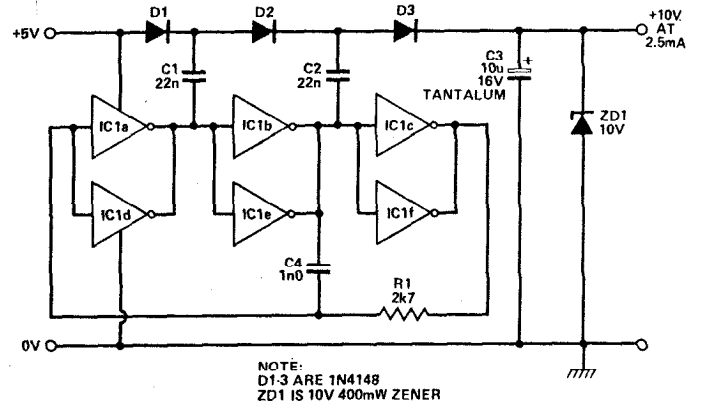 D1
D2
D3
+5V
+10V
AT
2.5mA
C1
22n
C2
22n
C3
10u
16V
+
TANTALUM
IC1a
IC1b
IC1c
ZD1
10V
IC1d
IC1e
IC1f
C4
1n0
R1
2k7
0V
NOTE:
D1-3 ARE 1N4148
ZD1 IS 10V 400mW ZENER